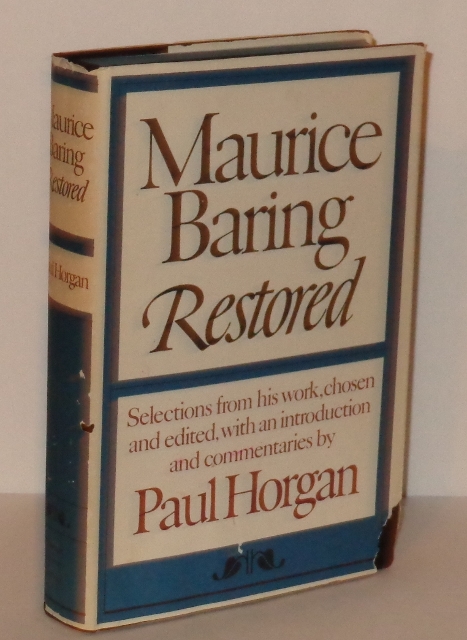 Maurice
Baring
Restored
Selections from his work, chosen
and edited, with an introduction
and commentaries by
Paul Horgan
Maurice
Baring
Restored
Paul Horgan